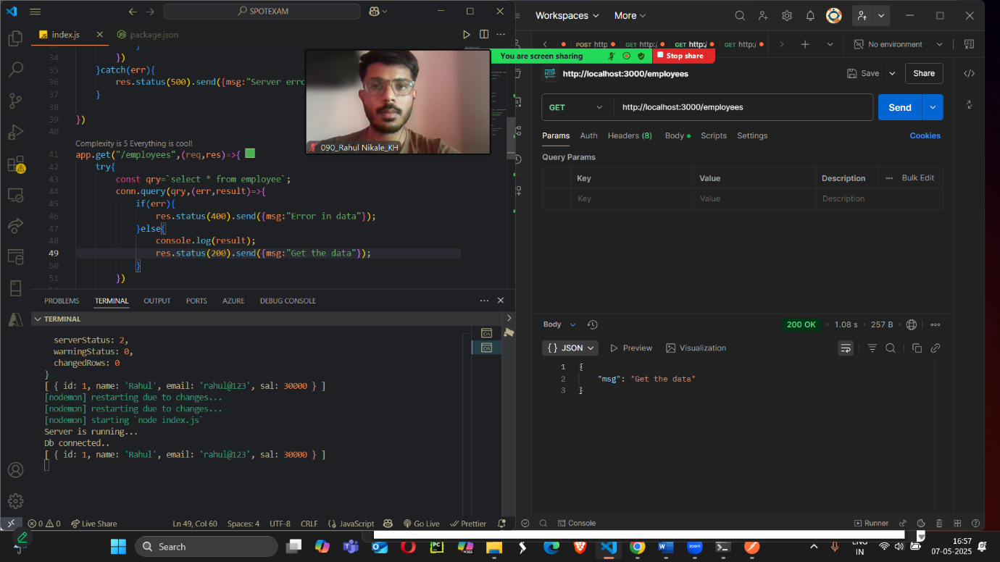 SPOTEXAM
index.js
package.json
34
})
35
}catch(err){
36
res.status(500).send({msg:"Server erro
37
}
38
39
})
40
Complexity is 5 Everything is cool!
41
app.get("/employees",(req,res)=>{
42
try{
43
const qry=`select * from employee`;
44
conn.query(qry,(err,result)=>{
45
if(err){
46
res.status(400).send({msg:"Error in data"});
47
}else{
48
console.log(result);
49
res.status(200).send({msg:"Get the data"});
50
}
51
})
090_Rahul Nikale_KH
PROBLEMS TERMINAL OUTPUT PORTS AZURE DEBUG CONSOLE
TERMINAL
serverStatus: 2,
warningStatus: 0,
changedRows: 0
}
[ { id: 1, name: 'Rahul', email: 'rahul@123', sal: 30000 } ]
[nodemon] restarting due to changes...
[nodemon] restarting due to changes...
[nodemon] starting `node index.js`
Server is running...
Db connected..
[ { id: 1, name: 'Rahul', email: 'rahul@123', sal: 30000 } ]
0 0 Live Share Ln 49, Col 60 Spaces: 4 UTF-8 CRLF {} JavaScript Go Live Prettier
Workspaces More
POST http GET http:/ GET http:/ GET http:/ No environment
You are screen sharing Stop share
HTTP http://localhost:3000/employees Save Share
GET http://localhost:3000/employees Send
Params Auth Headers (8) Body Scripts Settings Cookies
Query Params
Key Value Description Bulk Edit
Key Value Description
Body 200 OK 1.08 s 257 B
{} JSON Preview Visualization
1 {
2 "msg": "Get the data"
3 }
Console Runner
Search
ENG
IN
16:57
07-05-2025